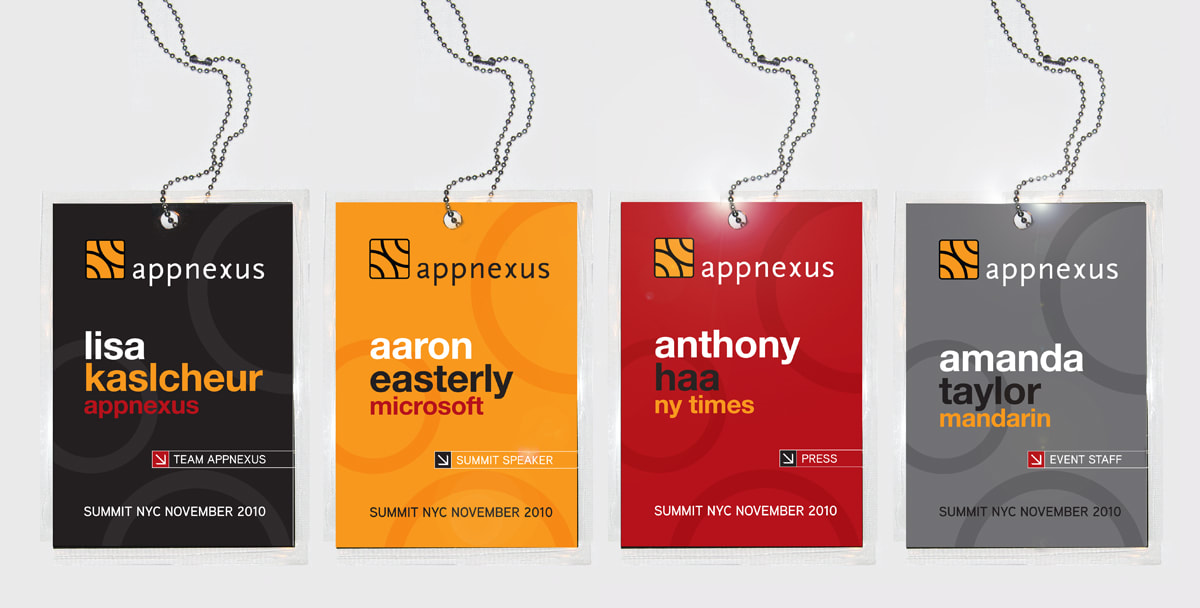 appnexus
lisa
kaslcheur
appnexus
TEAM APPNEXUS
SUMMIT NYC NOVEMBER 2010
appnexus
aaron
easterly
microsoft
SUMMIT SPEAKER
SUMMIT NYC NOVEMBER 2010
appnexus
anthony
haa
ny times
PRESS
SUMMIT NYC NOVEMBER 2010
appnexus
amanda
taylor
mandarin
EVENT STAFF
SUMMIT NYC NOVEMBER 2010